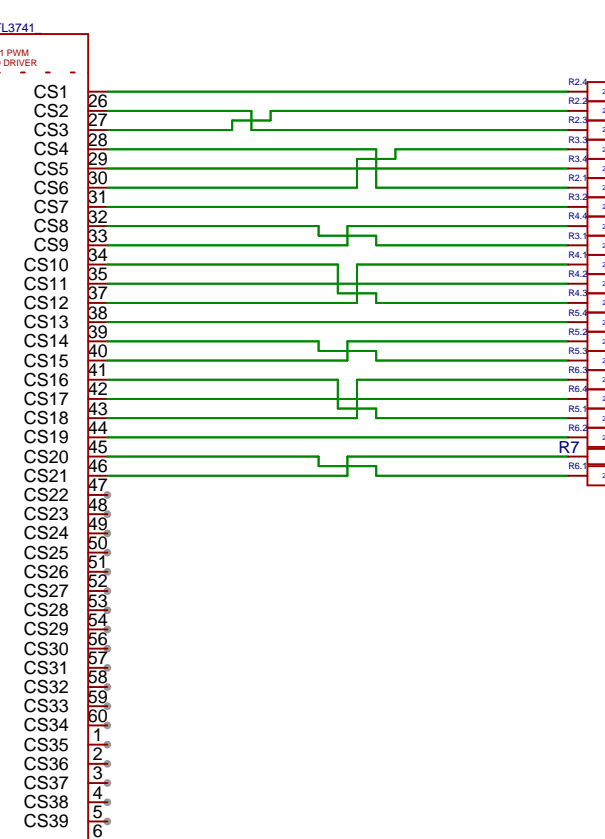 L3741
1 PWM
DRIVER
CS1
26
R2.4
CS2
27
R2.2
CS3
28
R2.3
CS4
29
R3.3
CS5
30
R3.4
CS6
31
R2.1
CS7
32
R3.2
CS8
33
R4.4
CS9
34
R3.1
CS10
35
R4.1
CS11
37
R4.2
CS12
38
R4.3
CS13
39
R5.4
CS14
40
R5.2
CS15
41
R5.3
CS16
42
R6.3
CS17
43
R6.4
CS18
44
R5.1
CS19
45
R6.2
CS20
46
R7
CS21
47
R6.1
CS22
48
CS23
49
CS24
50
CS25
51
CS26
52
CS27
53
CS28
54
CS29
56
CS30
57
CS31
58
CS32
59
CS33
60
CS34
1
CS35
2
CS36
3
CS37
4
CS38
5
CS39
6